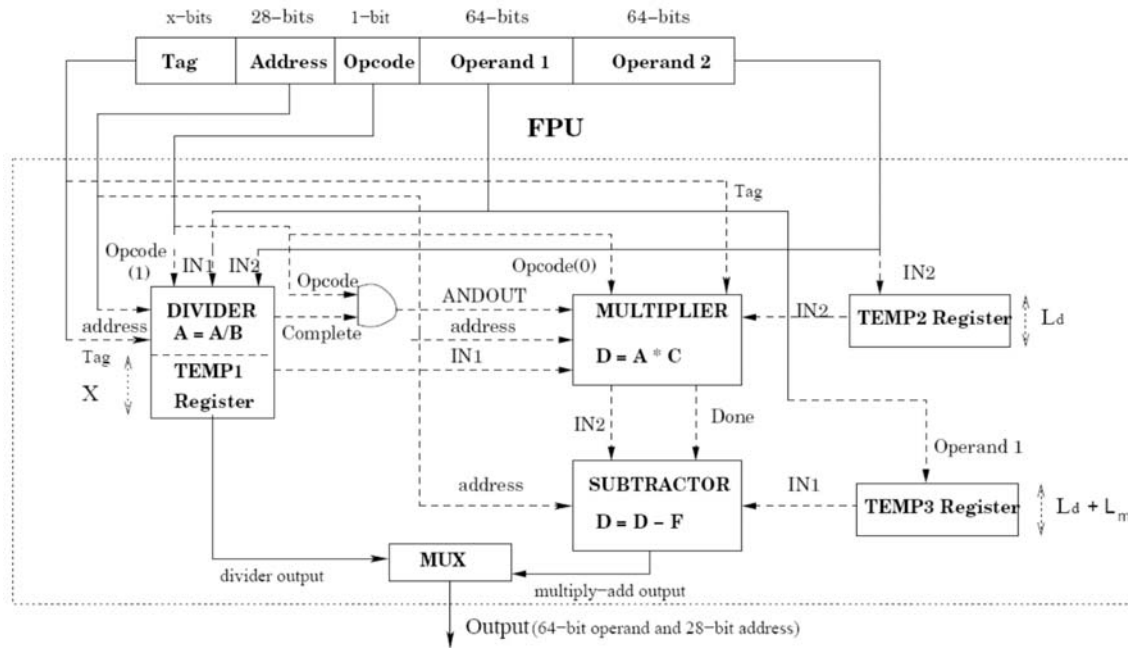 x-bits 28-bits 1-bit 64-bits 64-bits
Tag Address Opcode Operand 1 Operand 2
FPU
Tag
Opcode
(1)
IN1 IN2
Opcode
Opcode(0)
IN2
DIVIDER
A = A/B
Complete
ANDOUT
MULTIPLIER
D = A * C
IN2
TEMP2 Register
Ld
address
address
Tag
X
TEMP1
Register
IN1
IN2
Done
Operand 1
address
SUBTRACTOR
D = D - F
IN1
TEMP3 Register
Ld + Lm
MUX
divider output
multiply-add output
Output (64-bit operand and 28-bit address)